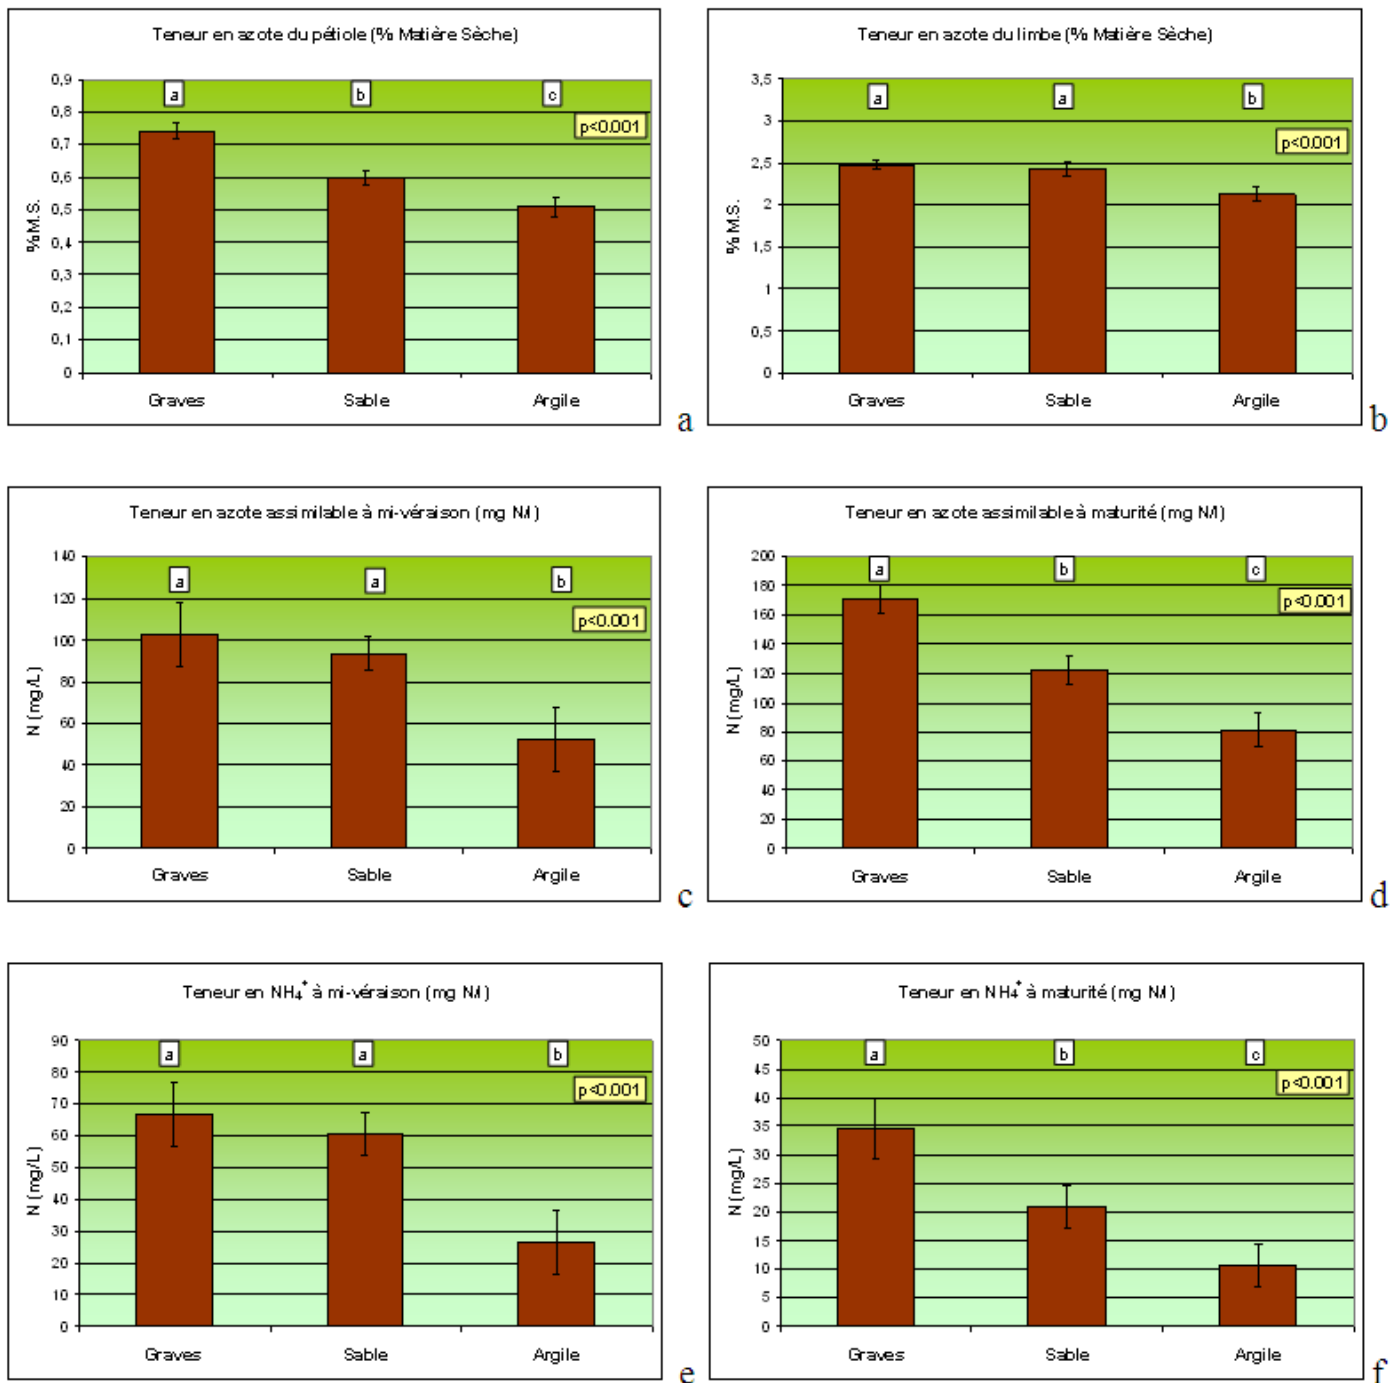 Teneur en azote du pétiole (% Matière Sèche)
0,9
0,8
0,7
0,6
0,5
0,4
0,3
0,2
0,1
0
% M.S.
a
b
c
p<0.001
Graves
Sable
Argile
a
Teneur en azote du limbe (% Matière Sèche)
3,5
3
2,5
2
1,5
1
0,5
0
% M.S.
a
a
b
p<0.001
Graves
Sable
Argile
b
Teneur en azote assimilable à mi-véraison (mg N/l)
140
120
100
80
60
40
20
0
N (mg/L)
a
a
b
p<0.001
Graves
Sable
Argile
c
Teneur en azote assimilable à maturité (mg N/l)
200
180
160
140
120
100
80
60
40
20
0
N (mg/L)
a
b
c
p<0.001
Graves
Sable
Argile
d
Teneur en NH₄⁺ à mi-véraison (mg N/l)
90
80
70
60
50
40
30
20
10
0
N (mg/L)
a
a
b
p<0.001
Graves
Sable
Argile
e
Teneur en NH₄⁺ à maturité (mg N/l)
50
45
40
35
30
25
20
15
10
5
0
N (mg/L)
a
b
c
p<0.001
Graves
Sable
Argile
f